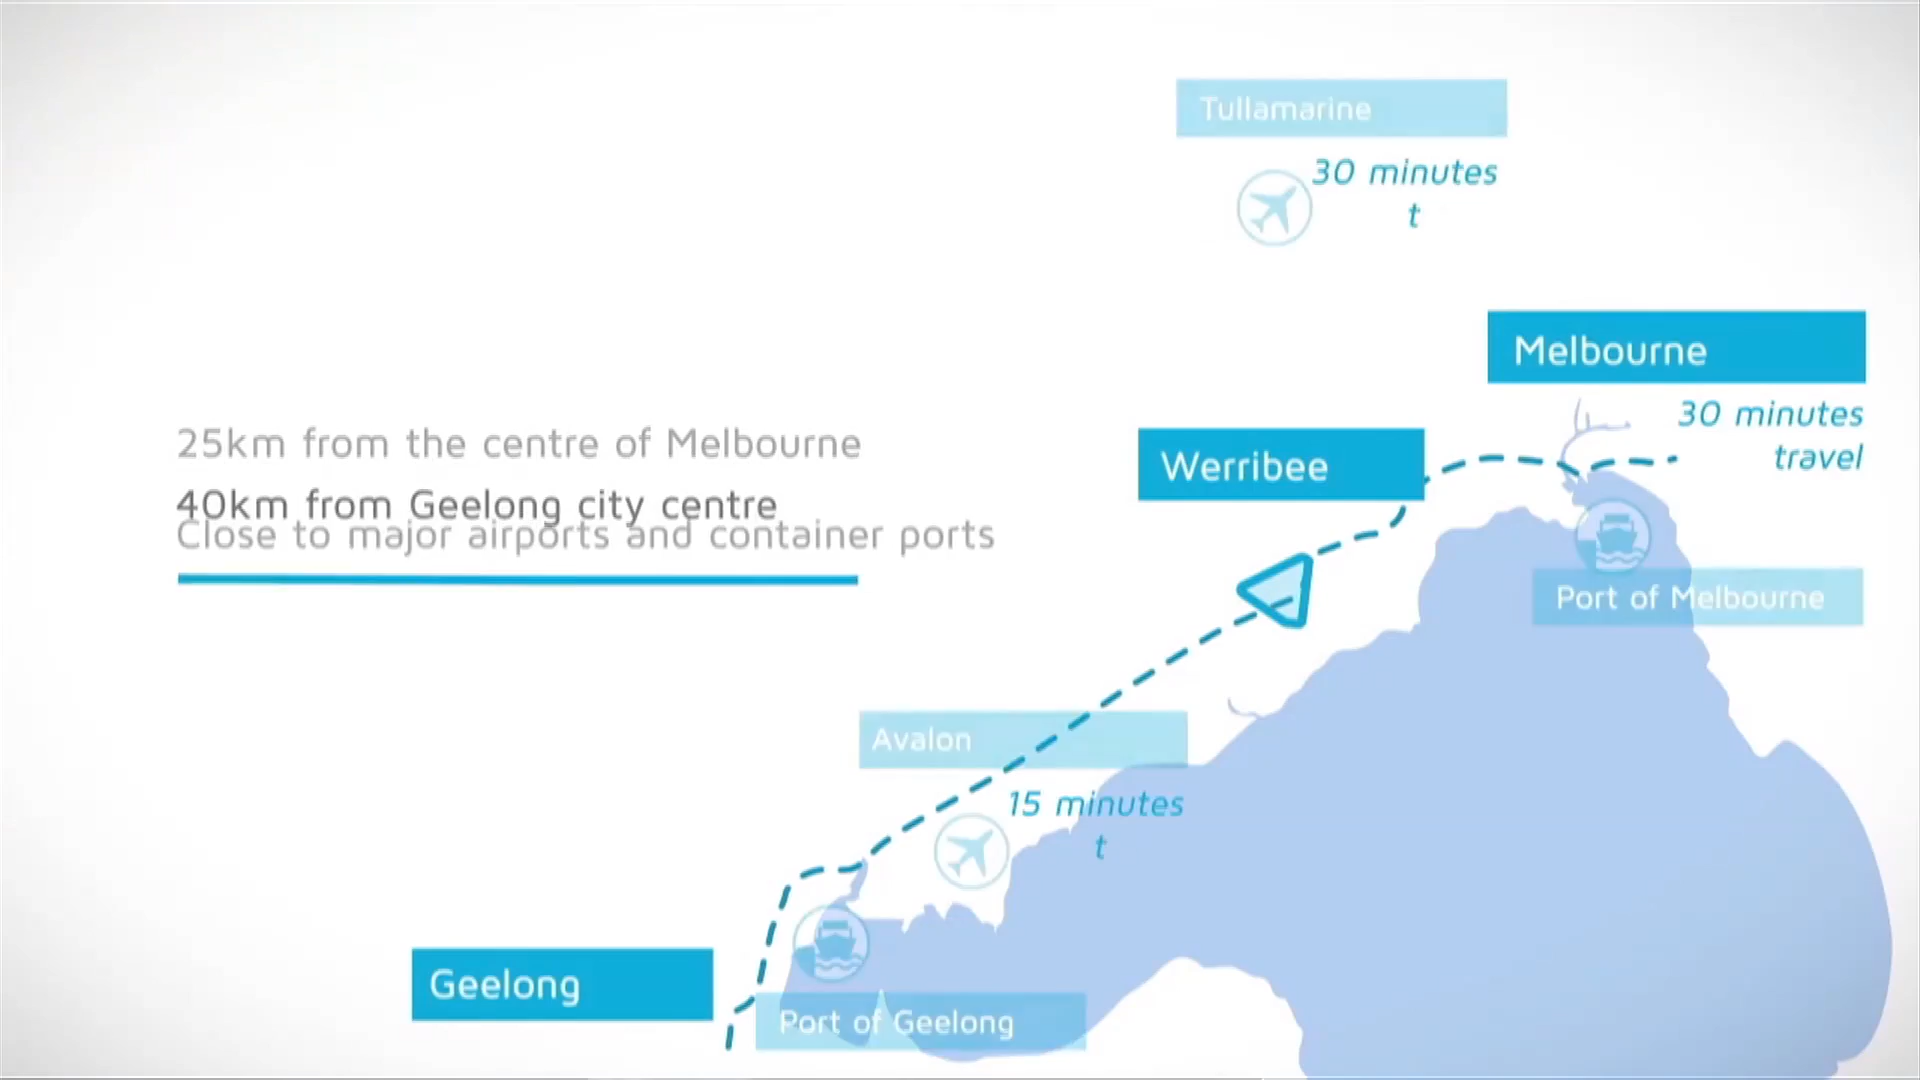 Tullamarine
30 minutes
t
Melbourne
30 minutes
travel
25km from the centre of Melbourne
Werribee
40km from Geelong city centre
Close to major airports and container ports
Port of Melbourne
Avalon
15 minutes
t
Geelong
Port of Geelong